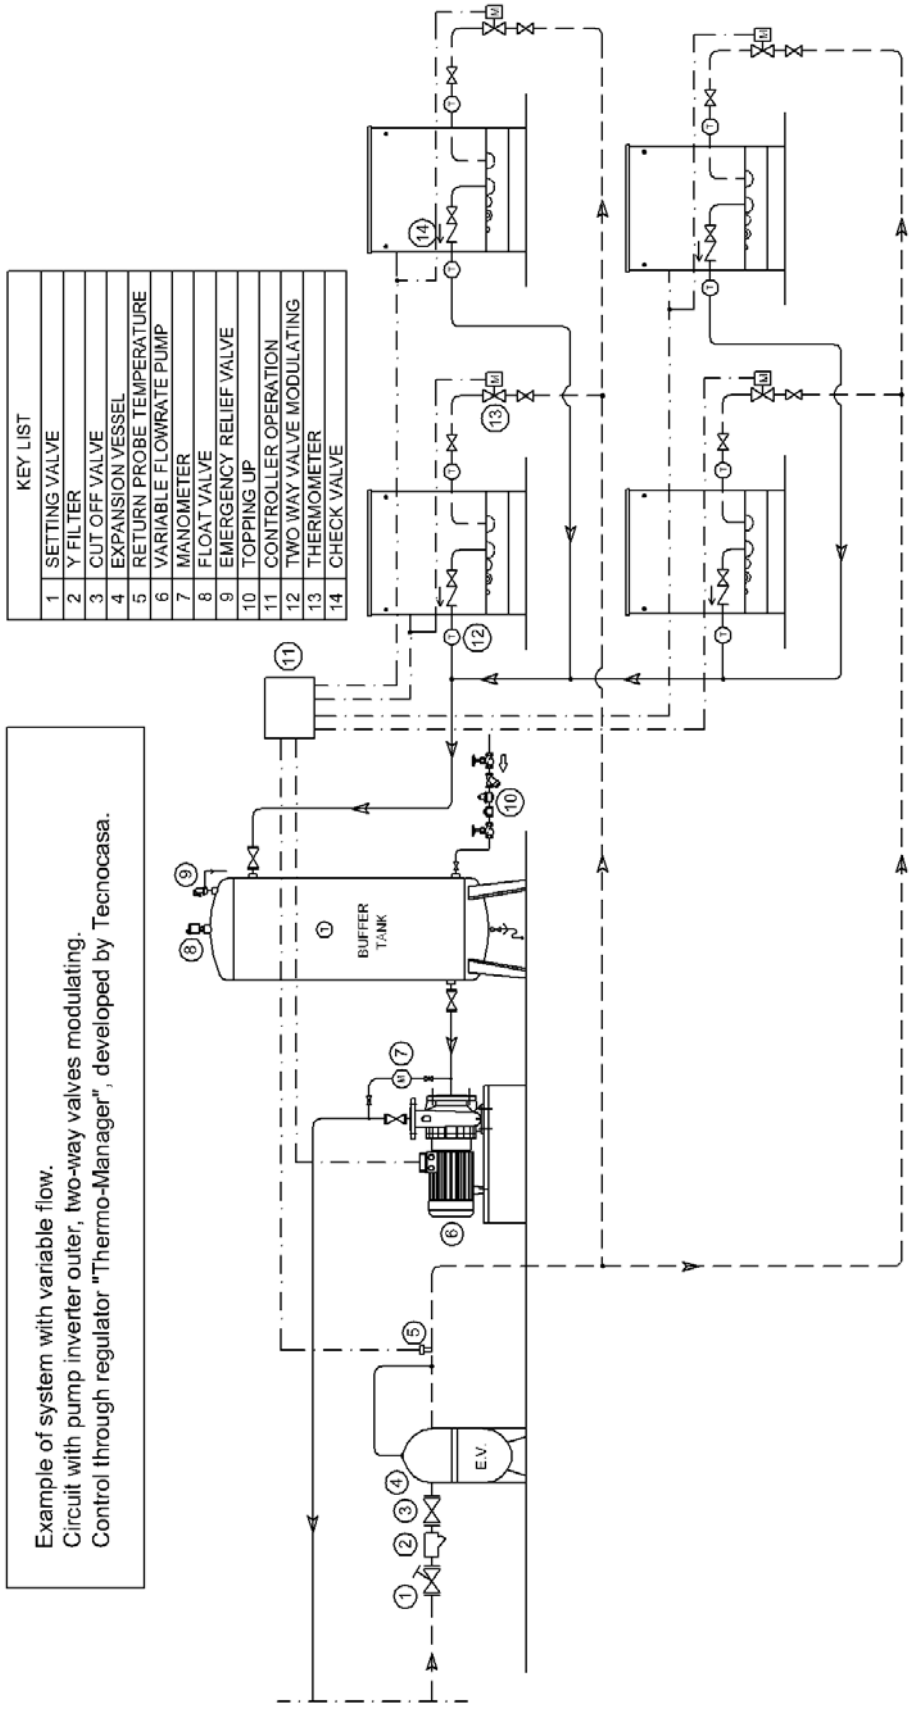 Example of system with variable flow.
Circuit with pump inverter outer, two-way valves modulating.
Control through regulator "Thermo-Manager", developed by Tecnocasa.
KEY LIST
1 SETTING VALVE
2 Y FILTER
3 CUT OFF VALVE
4 EXPANSION VESSEL
5 RETURN PROBE TEMPERATURE
6 VARIABLE FLOWRATE PUMP
7 MANOMETER
8 FLOAT VALVE
9 EMERGENCY RELIEF VALVE
10 TOPPING UP
11 CONTROLLER OPERATION
12 TWO WAY VALVE MODULATING
13 THERMOMETER
14 CHECK VALVE
8
9
11
1
BUFFER
TANK
10
7
M
6
5
4
E.V.
3
2
1
12
T
T
M
13
14
T
T
M
T
T
M
T
T
M